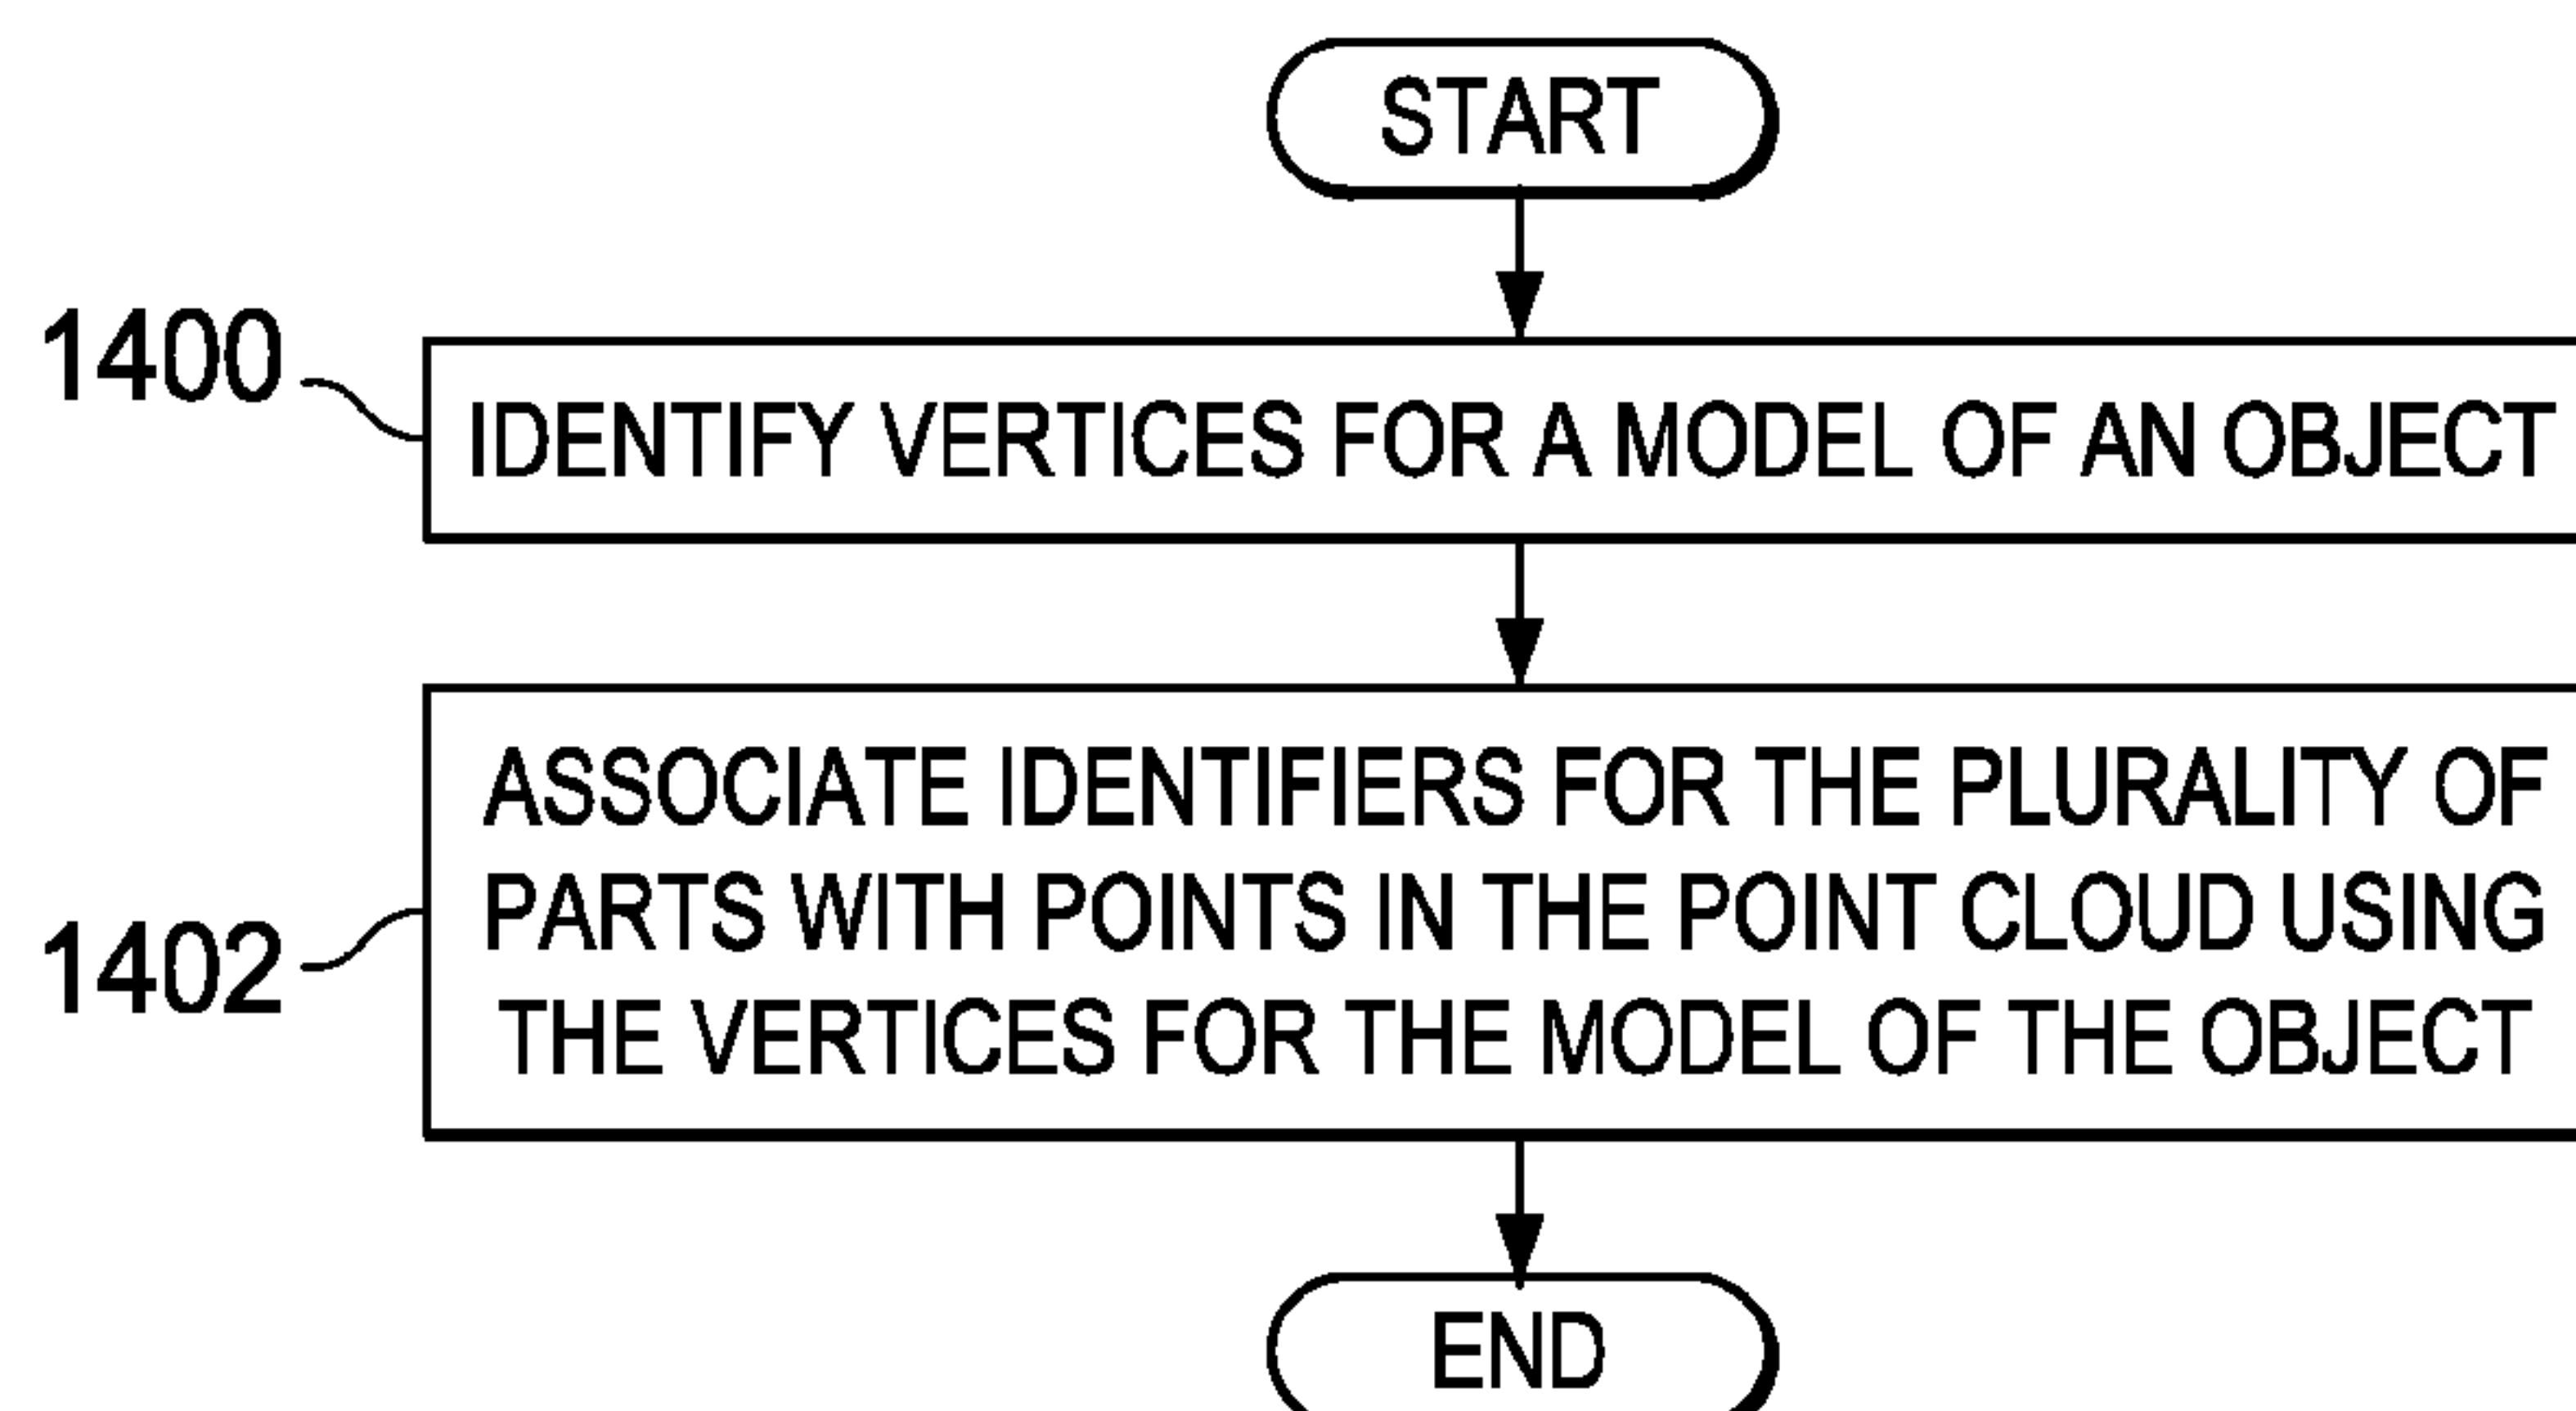 START
1400
IDENTIFY VERTICES FOR A MODEL OF AN OBJECT
ASSOCIATE IDENTIFIERS FOR THE PLURALITY OF
PARTS WITH POINTS IN THE POINT CLOUD USING
1402
THE VERTICES FOR THE MODEL OF THE OBJECT
END